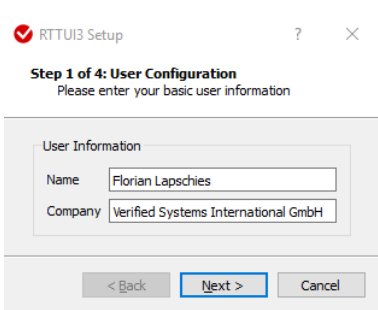 RTTUI3 Setup ?
Step 1 of 4: User Configuration
Please enter your basic user information
User Information
Name Florian Lapschies
Company Verified Systems International GmbH
< Back Next > Cancel